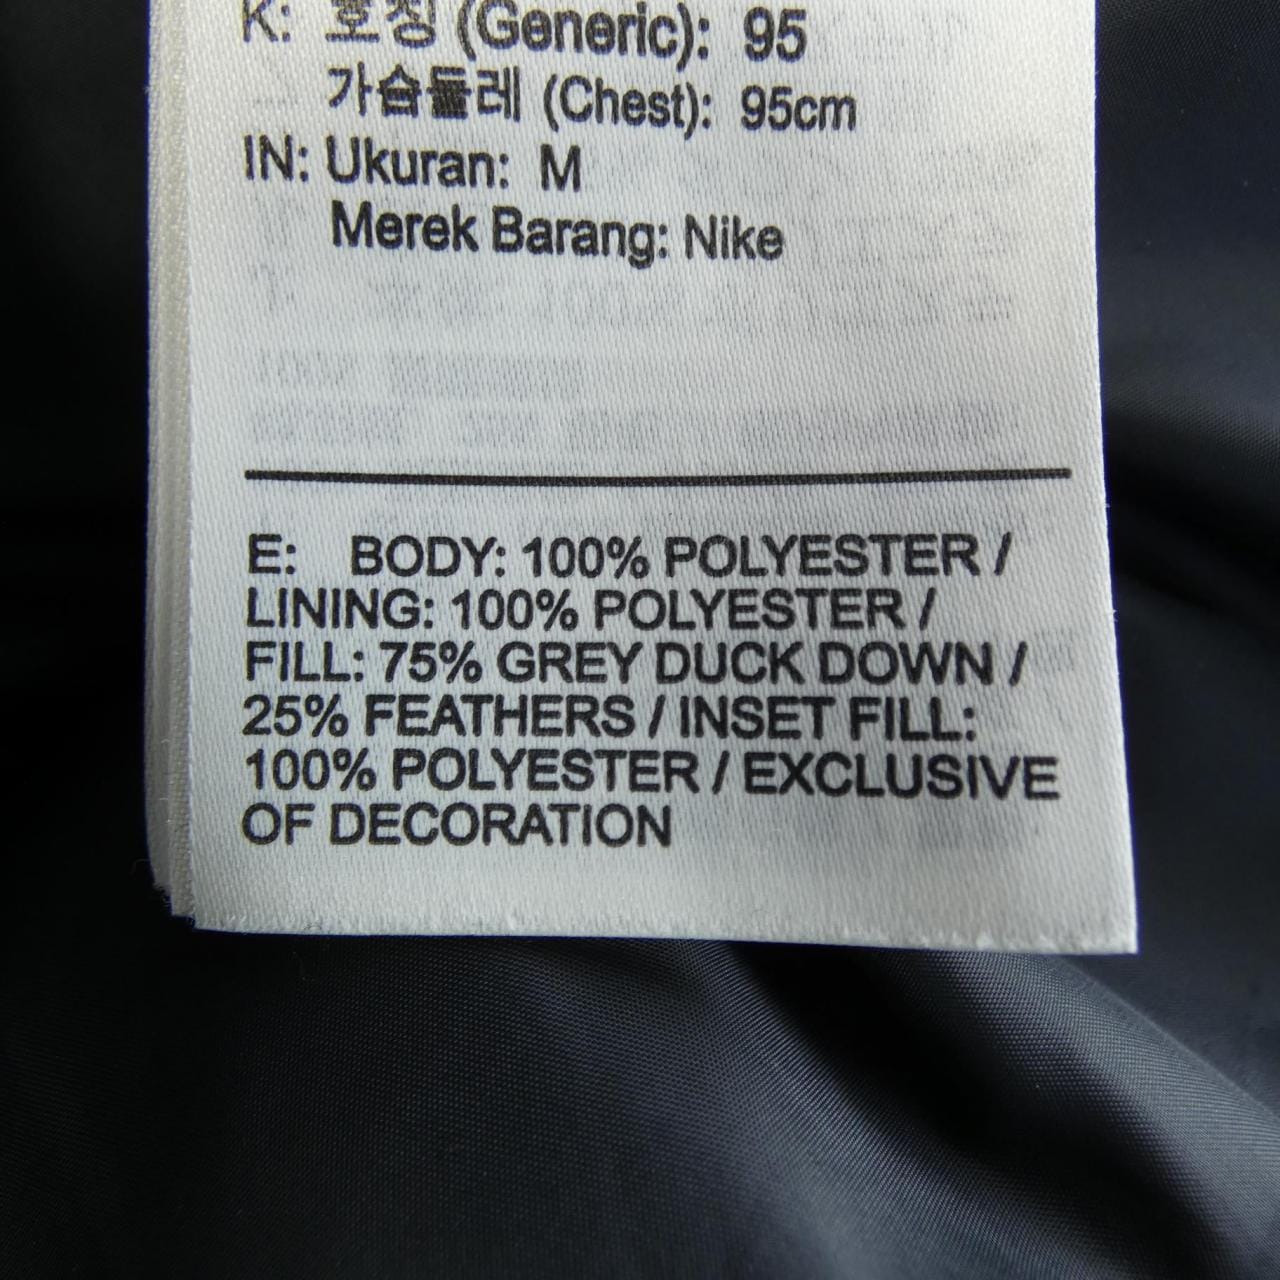 K: 호칭 (Generic): 95
가슴둘레 (Chest): 95cm
IN: Ukuran: M
Merek Barang: Nike
E: BODY: 100% POLYESTER /
LINING: 100% POLYESTER /
FILL: 75% GREY DUCK DOWN /
25% FEATHERS / INSET FILL:
100% POLYESTER / EXCLUSIVE
OF DECORATION